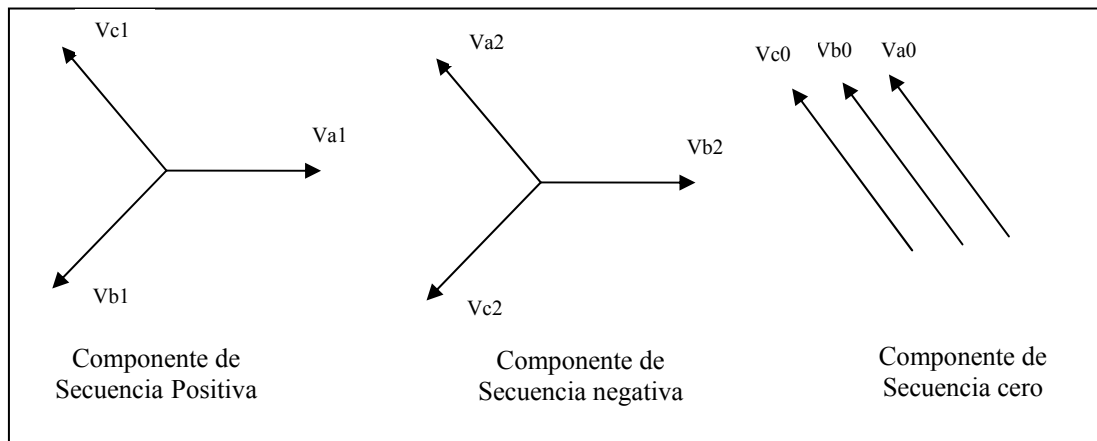 Vc1
Va1
Vb1
Componente de
Secuencia Positiva
Va2
Vb2
Vc2
Componente de
Secuencia negativa
Vc0
Vb0
Va0
Componente de
Secuencia cero